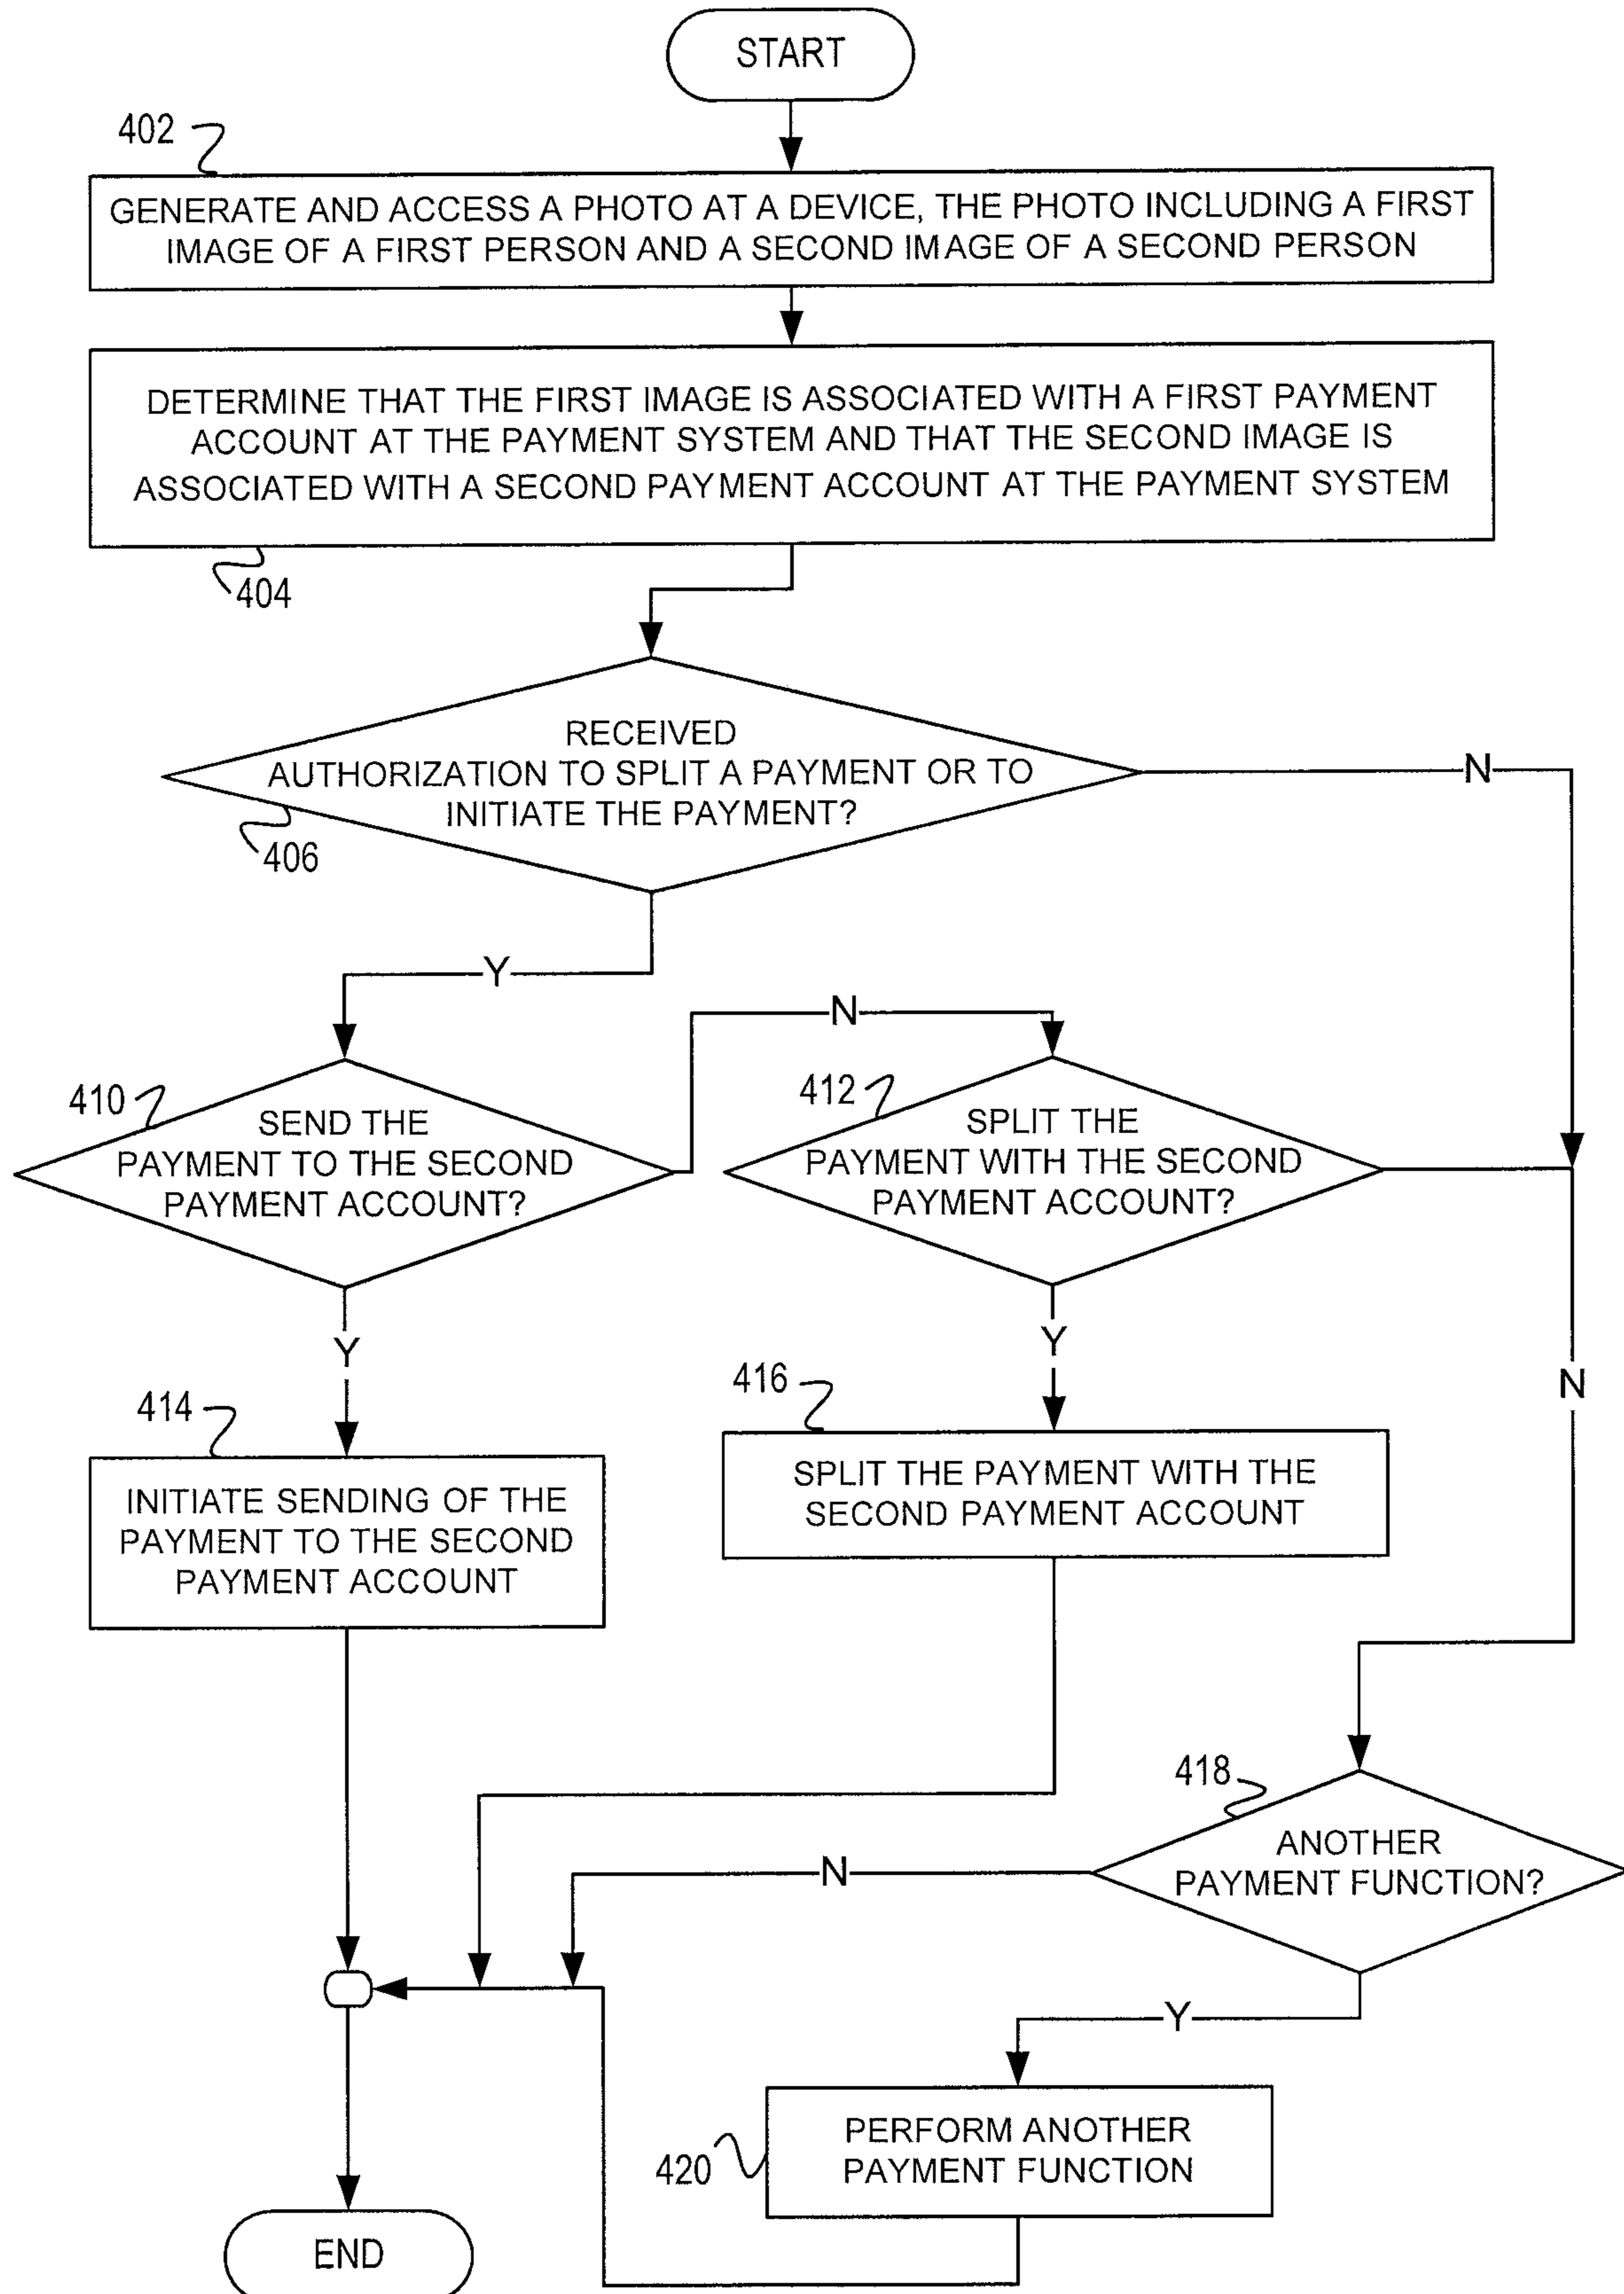 START
402
GENERATE AND ACCESS A PHOTO AT A DEVICE, THE PHOTO INCLUDING A FIRST
IMAGE OF A FIRST PERSON AND A SECOND IMAGE OF A SECOND PERSON
DETERMINE THAT THE FIRST IMAGE IS ASSOCIATED WITH A FIRST PAYMENT
ACCOUNT AT THE PAYMENT SYSTEM AND THAT THE SECOND IMAGE IS
ASSOCIATED WITH A SECOND PAYMENT ACCOUNT AT THE PAYMENT SYSTEM
404
RECEIVED
AUTHORIZATION TO SPLIT A PAYMENT OR TO
INITIATE THE PAYMENT?
406
N
Y
N
410
SEND THE
PAYMENT TO THE SECOND
PAYMENT ACCOUNT?
412
SPLIT THE
PAYMENT WITH THE SECOND
PAYMENT ACCOUNT?
Y
Y
N
414
INITIATE SENDING OF THE
PAYMENT TO THE SECOND
PAYMENT ACCOUNT
416
SPLIT THE PAYMENT WITH THE
SECOND PAYMENT ACCOUNT
418
ANOTHER
PAYMENT FUNCTION?
N
Y
420
PERFORM ANOTHER
PAYMENT FUNCTION
END